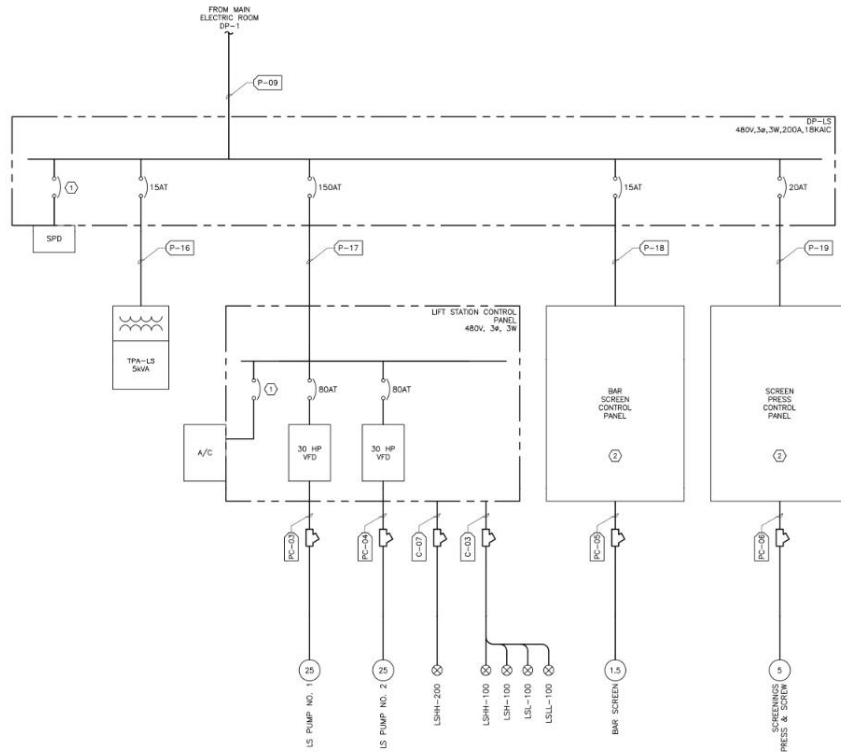 FROM MAIN
ELECTRIC ROOM
DP-1
P-09
DP-LS
480V,3ø,3W,200A,18KAIC
1
15AT
150AT
15AT
20AT
SPD
P-16
P-17
P-18
P-19
LIFT STATION CONTROL
PANEL
480V, 3ø, 3W
TPA-LS
5kVA
1
80AT
80AT
A/C
30 HP
VFD
30 HP
VFD
BAR
SCREEN
CONTROL
PANEL
2
SCREEN
PRESS
CONTROL
PANEL
2
PC-03
PC-04
C-07
C-03
PC-05
PC-06
25
25
1.5
5
LS PUMP NO. 1
LS PUMP NO. 2
LSHH-200
LSHH-100
LSH-100
LSL-100
LSLL-100
BAR SCREEN
SCREENINGS
PRESS & SCREW